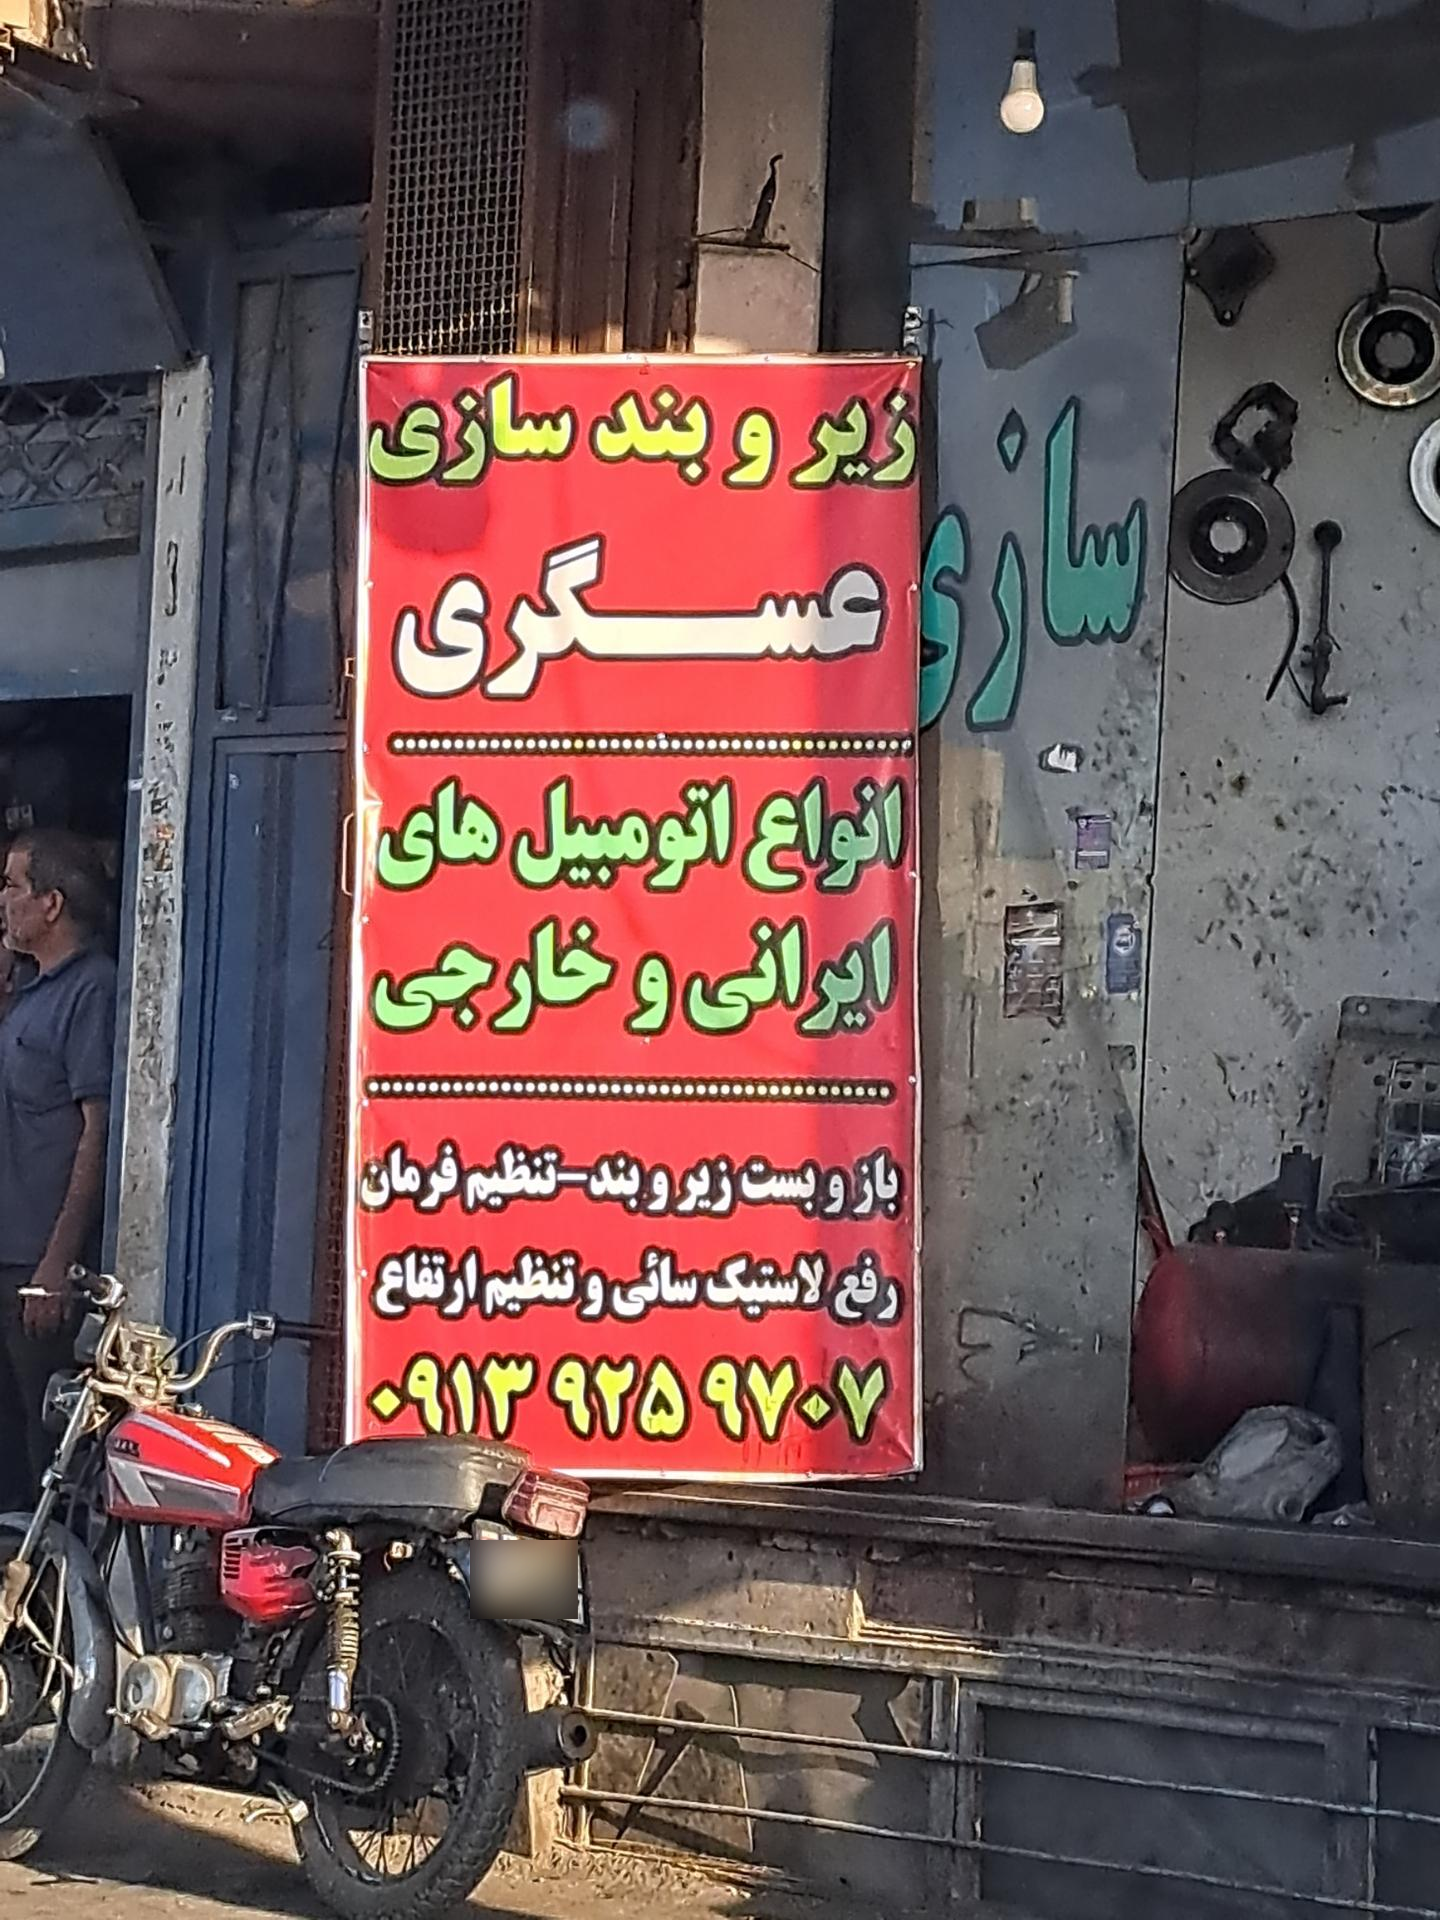 زیر و بند سازی
عسگری
انواع اتومبیل های
ایرانی و خارجی
باز و بست زیر و بند-تنظیم فرمان
رفع لاستیک سائی و تنظیم ارتفاع
۰۹۱۳ ۹۲۵ ۹۷۰۷
سازی